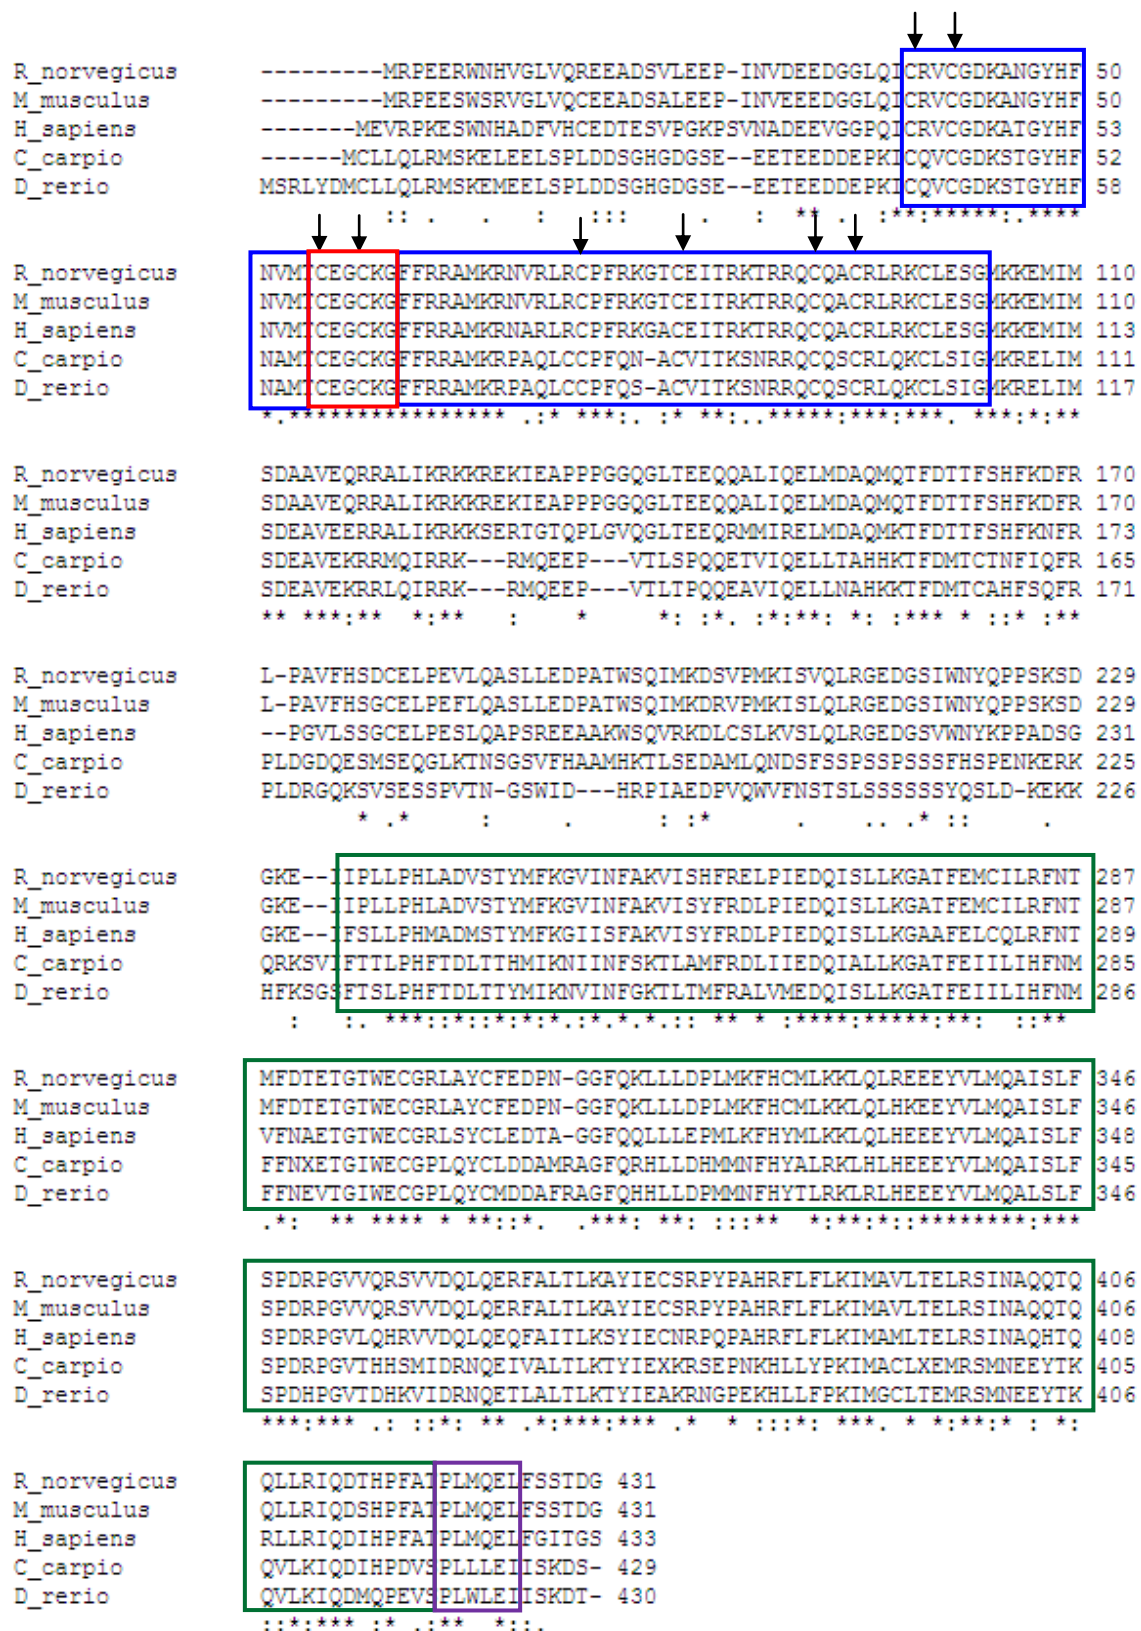 R_norvegicus ---------MRPEERWNHVGLVQREEADSVLEEP-INVDEEDGGLQICRVCGDKANGYHF 50
M_musculus ---------MRPEESWSRVGLVQCEEADSALEEP-INVEEEDGGLQICRVCGDKANGYHF 50
H_sapiens -------MEVRPKESWNHADFVHCEDTESVPGKPSVNADEEVGGPQICRVCGDKATGYHF 53
C_carpio ------MCLLQLRMSKELEELSPLDDSGHGDGSE--EETEEDDEPKICQVCGDKSTGYHF 52
D_rerio MSRLYDMCLLQLRMSKEMEELSPLDDSGHGDGSE--EETEEDDEPKICQVCGDKSTGYHF 58
:: . . : ::: . : ** . :**:*****:.****
R_norvegicus NVMTCEGCKGFFRRAMKRNVRLRCPFRKGTCEITRKTRRQCQACRLRKCLESGMKKEMIM 110
M_musculus NVMTCEGCKGFFRRAMKRNVRLRCPFRKGTCEITRKTRRQCQACRLRKCLESGMKKEMIM 110
H_sapiens NVMTCEGCKGFFRRAMKRNARLRCPFRKGACEITRKTRRQCQACRLRKCLESGMKKEMIM 113
C_carpio NAMTCEGCKGFFRRAMKRPAQLCCPFQN-ACVITKSNRRQCQSCRLQKCLSIGMKRELIM 111
D_rerio NAMTCEGCKGFFRRAMKRPAQLCCPFQS-ACVITKSNRRQCQSCRLQKCLSIGMKRELIM 117
*.**************** .:* ***:. :* **:..*****:***:***. ***:*:**
R_norvegicus SDAAVEQRRALIKRKKREKIEAPPPGGQGLTEEQQALIQELMDAQMQTFDTTFSHFKDFR 170
M_musculus SDAAVEQRRALIKRKKREKIEAPPPGGQGLTEEQQALIQELMDAQMQTFDTTFSHFKDFR 170
H_sapiens SDEAVEERRALIKRKKSERTGTQPLGVQGLTEEQRMMIRELMDAQMKTFDTTFSHFKNFR 173
C_carpio SDEAVEKRRMQIRRK---RMQEEP---VTLSPQQETVIQELLTAHHKTFDMTCTNFIQFR 165
D_rerio SDEAVEKRRLQIRRK---RMQEEP---VTLTPQQEAVIQELLNAHKKTFDMTCAHFSQFR 171
** ***:** *:** : * *: :*. :*:**: *: :*** * ::* :**
R_norvegicus L-PAVFHSDCELPEVLQASLLEDPATWSQIMKDSVPMKISVQLRGEDGSIWNYQPPSKSD 229
M_musculus L-PAVFHSGCELPEFLQASLLEDPATWSQIMKDRVPMKISLQLRGEDGSIWNYQPPSKSD 229
H_sapiens --PGVLSSGCELPESLQAPSREEAAKWSQVRKDLCSLKVSLQLRGEDGSVWNYKPPADSG 231
C_carpio PLDGDQESMSEQGLKTNSGSVFHAAMHKTLSEDAMLQNDSFSSPSSPSSSFHSPENKERK 225
D_rerio PLDRGQKSVSESSPVTN-GSWID---HRPIAEDPVQWVFNSTSLSSSSSSYQSLD-KEKK 226
* .* : . : :* . .. .* :: .
R_norvegicus GKE--IIPLLPHLADVSTYMFKGVINFAKVISHFRELPIEDQISLLKGATFEMCILRFNT 287
M_musculus GKE--IIPLLPHLADVSTYMFKGVINFAKVISYFRDLPIEDQISLLKGATFEMCILRFNT 287
H_sapiens GKE--IFSLLPHMADMSTYMFKGIISFAKVISYFRDLPIEDQISLLKGAAFELCQLRFNT 289
C_carpio QRKSVIFTTLPHFTDLTTHMIKNIINFSKTLAMFRDLIIEDQIALLKGATFEIILIHFNM 285
D_rerio HFKSGSFTSLPHFTDLTTYMIKNVINFGKTLTMFRALVMEDQISLLKGATFEIILIHFNM 286
: :. ***::*::*:*:*.:*.*.*.:: ** * :****:*****:**: ::**
R_norvegicus MFDTETGTWECGRLAYCFEDPN-GGFQKLLLDPLMKFHCMLKKLQLREEEYVLMQAISLF 346
M_musculus MFDTETGTWECGRLAYCFEDPN-GGFQKLLLDPLMKFHCMLKKLQLHKEEYVLMQAISLF 346
H_sapiens VFNAETGTWECGRLSYCLEDTA-GGFQQLLLEPMLKFHYMLKKLQLHEEEYVLMQAISLF 348
C_carpio FFNXETGIWECGPLQYCLDDAMRAGFQRHLLDHMMNFHYALRKLHLHEEEYVLMQAISLF 345
D_rerio FFNEVTGIWECGPLQYCMDDAFRAGFQHHLLDPMMNFHYTLRKLRLHEEEYVLMQALSLF 346
.*: ** **** * **::*. .***: **: :::** *:**:*::********:***
R_norvegicus SPDRPGVVQRSVVDQLQERFALTLKAYIECSRPYPAHRFLFLKIMAVLTELRSINAQQTQ 406
M_musculus SPDRPGVVQRSVVDQLQERFALTLKAYIECSRPYPAHRFLFLKIMAVLTELRSINAQQTQ 406
H_sapiens SPDRPGVLQHRVVDQLQEQFAITLKSYIECNRPQPAHRFLFLKIMAMLTELRSINAQHTQ 408
C_carpio SPDRPGVTHHSMIDRNQEIVALTLKTYIEXKRSEPNKHLLYPKIMACLXEMRSMNEEYTK 405
D_rerio SPDHPGVTDHKVIDRNQETLALTLKTYIEAKRNGPEKHLLFPKIMGCLTEMRSMNEEYTK 406
***:*** .: ::*: ** .*:***:*** .* * :::*: ***. * *:**:* : *:
R_norvegicus QLLRIQDTHPFATPLMQELFSSTDG 431
M_musculus QLLRIQDSHPFATPLMQELFSSTDG 431
H_sapiens RLLRIQDIHPFATPLMQELFGITGS 433
C_carpio QVLKIQDIHPDVSPLLLEIISKDS- 429
D_rerio QVLKIQDMQPEVSPLWLEIISKDT- 430
::*:*** :* .:** *::.